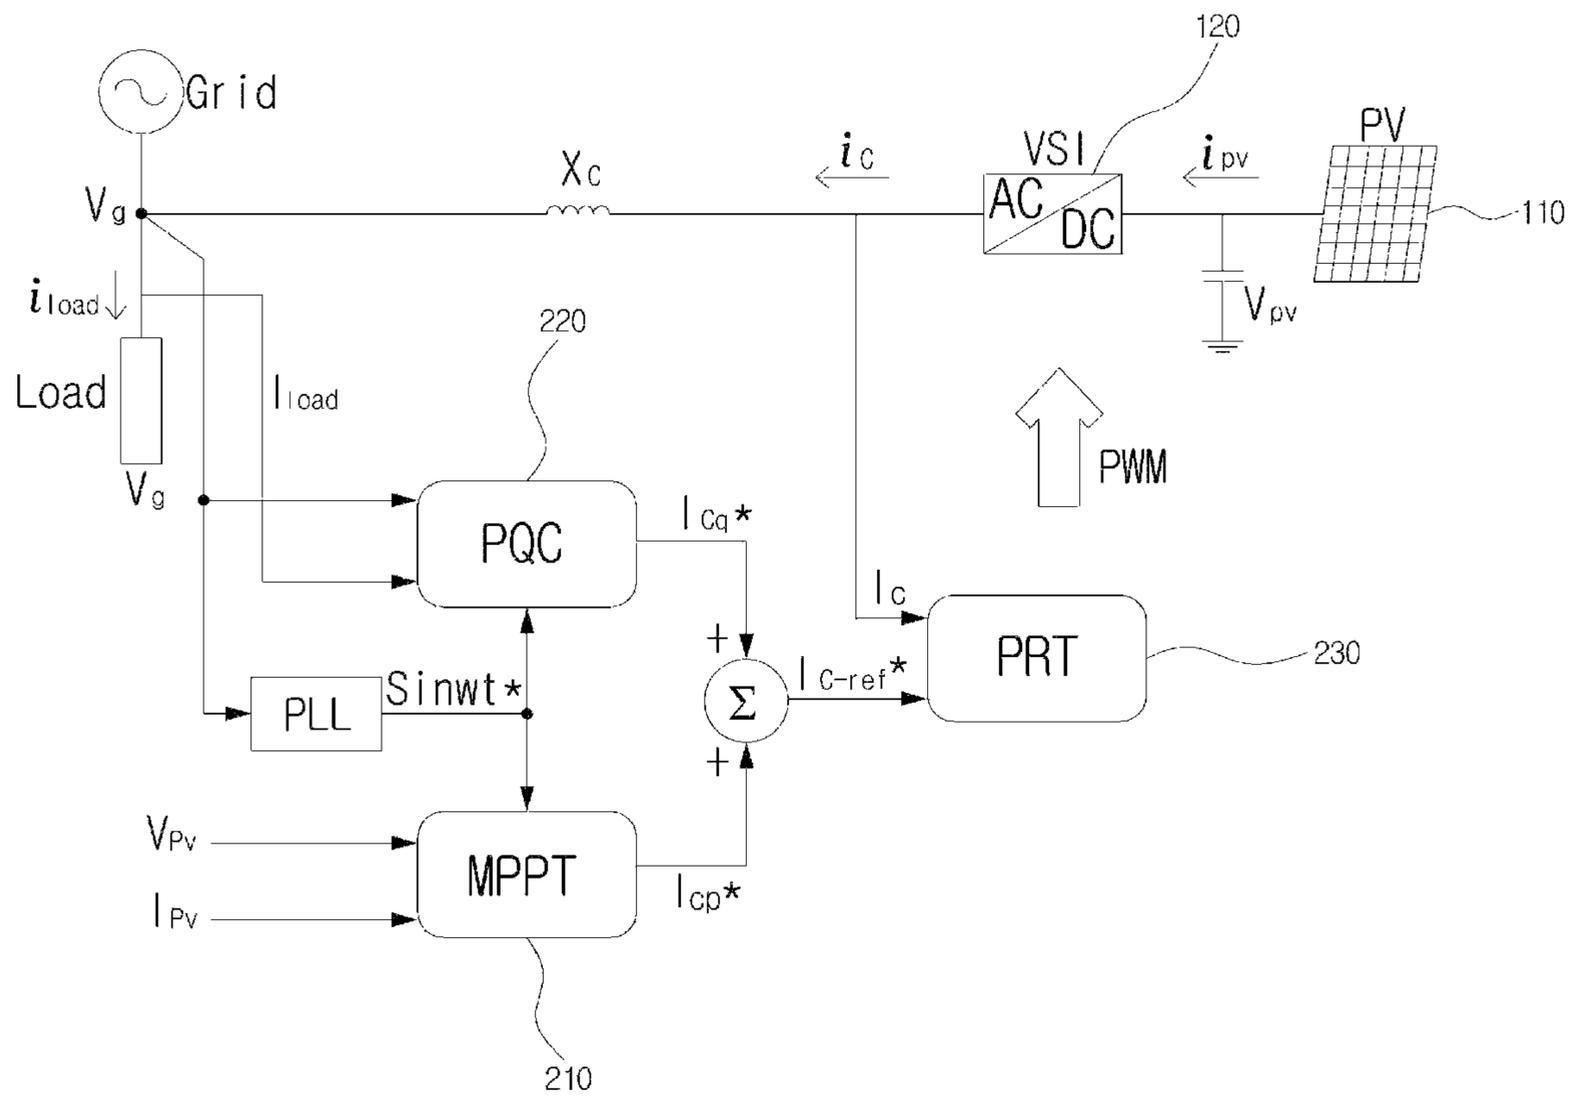 120
Grid
PV
VSI
ic
ipv
Xc
AC
DC
Vg
110
iload
Vpv
220
Load
Iload
PWM
Vg
ICq*
PQC
IC
+
PRT
230
IC-ref*
Sinwt*
Σ
PLL
+
VPv
MPPT
Icp*
IPv
210